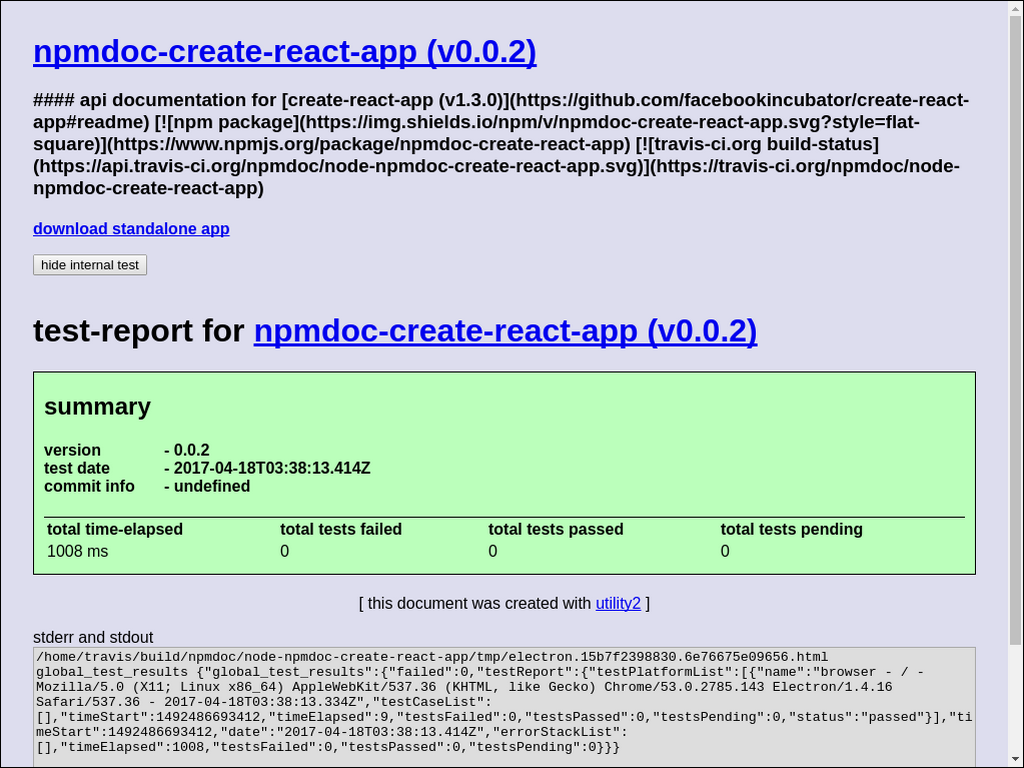 npmdoc-create-react-app (v0.0.2)
#### api documentation for [create-react-app (v1.3.0)](https://github.com/facebookincubator/create-react-
app#readme) [![npm package](https://img.shields.io/npm/v/npmdoc-create-react-app.svg?style=flat-
square)](https://www.npmjs.org/package/npmdoc-create-react-app) [![travis-ci.org build-status]
(https://api.travis-ci.org/npmdoc/node-npmdoc-create-react-app.svg)](https://travis-ci.org/npmdoc/node-
npmdoc-create-react-app)
download standalone app
hide internal test
test-report for npmdoc-create-react-app (v0.0.2)
summary
version - 0.0.2
test date - 2017-04-18T03:38:13.414Z
commit info - undefined
total time-elapsed total tests failed total tests passed total tests pending
1008 ms 0 0 0
[ this document was created with utility2 ]
stderr and stdout
/home/travis/build/npmdoc/node-npmdoc-create-react-app/tmp/electron.15b7f2398830.6e76675e09656.html
global_test_results {"global_test_results":{"failed":0,"testReport":{"testPlatformList":[{"name":"browser - / -
Mozilla/5.0 (X11; Linux x86_64) AppleWebKit/537.36 (KHTML, like Gecko) Chrome/53.0.2785.143 Electron/1.4.16
Safari/537.36 - 2017-04-18T03:38:13.334Z","testCaseList":
[],"timeStart":1492486693412,"timeElapsed":9,"testsFailed":0,"testsPassed":0,"testsPending":0,"status":"passed"}],"ti
meStart":1492486693412,"date":"2017-04-18T03:38:13.414Z","errorStackList":
[],"timeElapsed":1008,"testsFailed":0,"testsPassed":0,"testsPending":0}}}